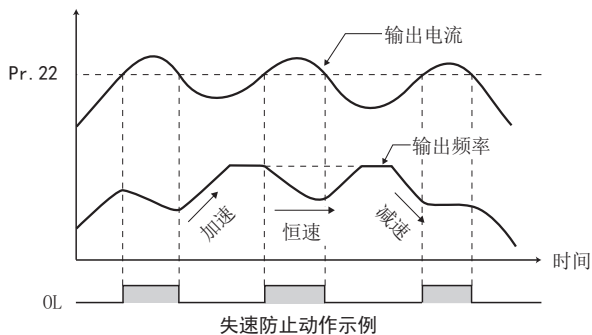 输出电流
Pr. 22
输出频率
加速
恒速
减速
时间
OL
失速防止动作示例